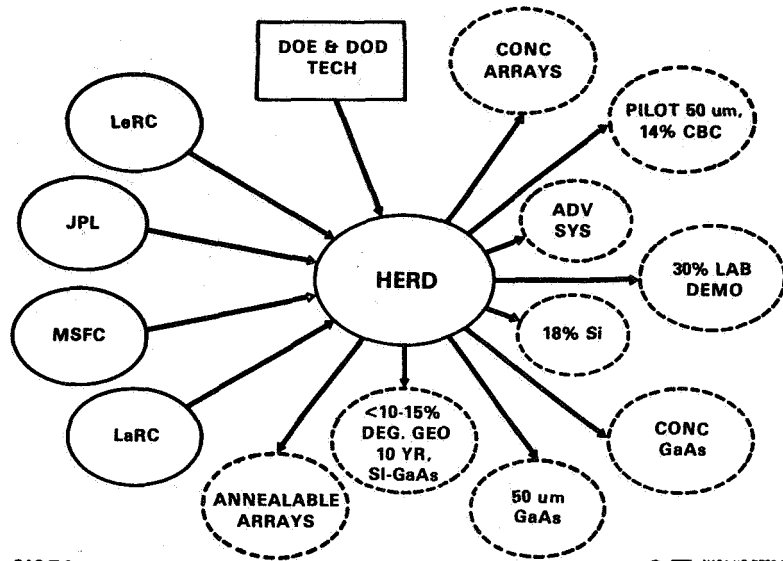 DOE & DOD
TECH
CONC
ARRAYS
LeRC
PILOT 50 um,
14% CBC
JPL
ADV
SYS
HERD
30% LAB
DEMO
MSFC
18% Si
LaRC
<10-15%
DEG. GEO
10 YR,
SI-GaAs
CONC
GaAs
ANNEALABLE
ARRAYS
50 um
GaAs